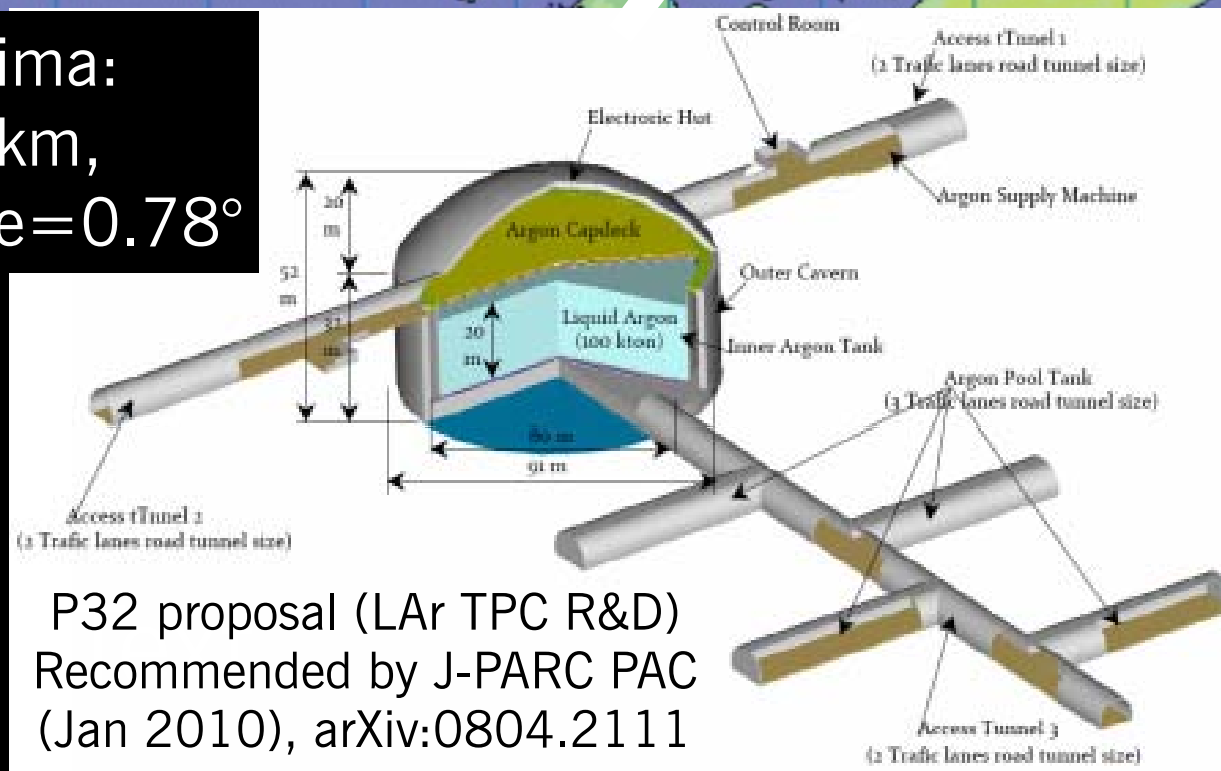 ima:
km,
e=0.78°
Control Room
Access tTnnel 1
(2 Trafic lanes road tunnel size)
Electronic Hut
Argon Supply Machine
20
m
Argon Capdeck
52
m
Outer Cavern
32
m
20
m
Liquid Argon
(100 kton)
Inner Argon Tank
Argon Pool Tank
(3 Trafic lanes road tunnel size)
80 m
91 m
Access tTnnel 2
(2 Trafic lanes road tunnel size)
P32 proposal (LAr TPC R&D)
Recommended by J-PARC PAC
(Jan 2010), arXiv:0804.2111
Access Tunnel 3
(2 Trafic lanes road tunnel size)